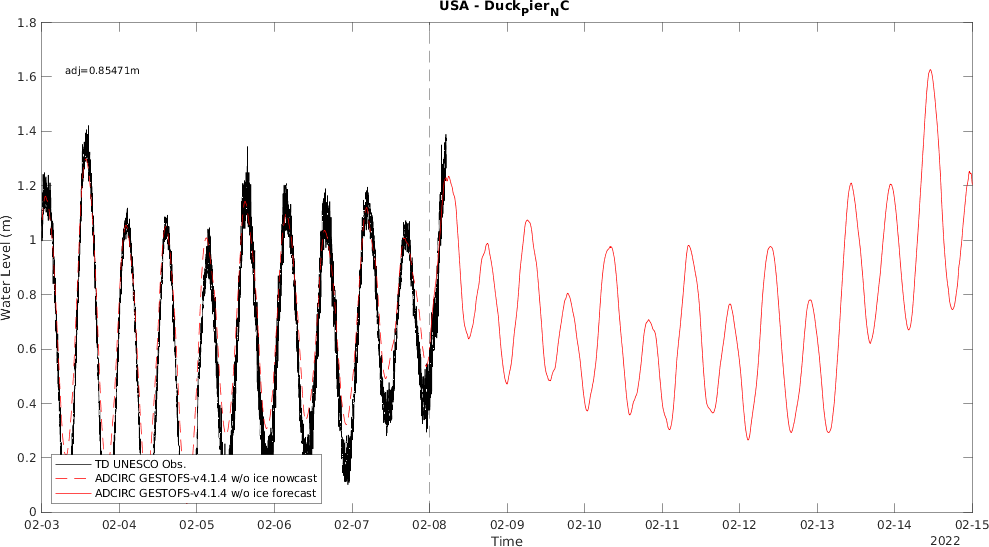 USA - DuckPierNC
1.8
1.6
1.4
1.2
1
0.8
0.6
0.4
0.2
0
Water Level (m)
adj=0.85471m
TD UNESCO Obs.
ADCIRC GESTOFS-v4.1.4 w/o ice nowcast
ADCIRC GESTOFS-v4.1.4 w/o ice forecast
02-03 02-04 02-05 02-06 02-07 02-08 02-09 02-10 02-11 02-12 02-13 02-14 02-15
Time
2022